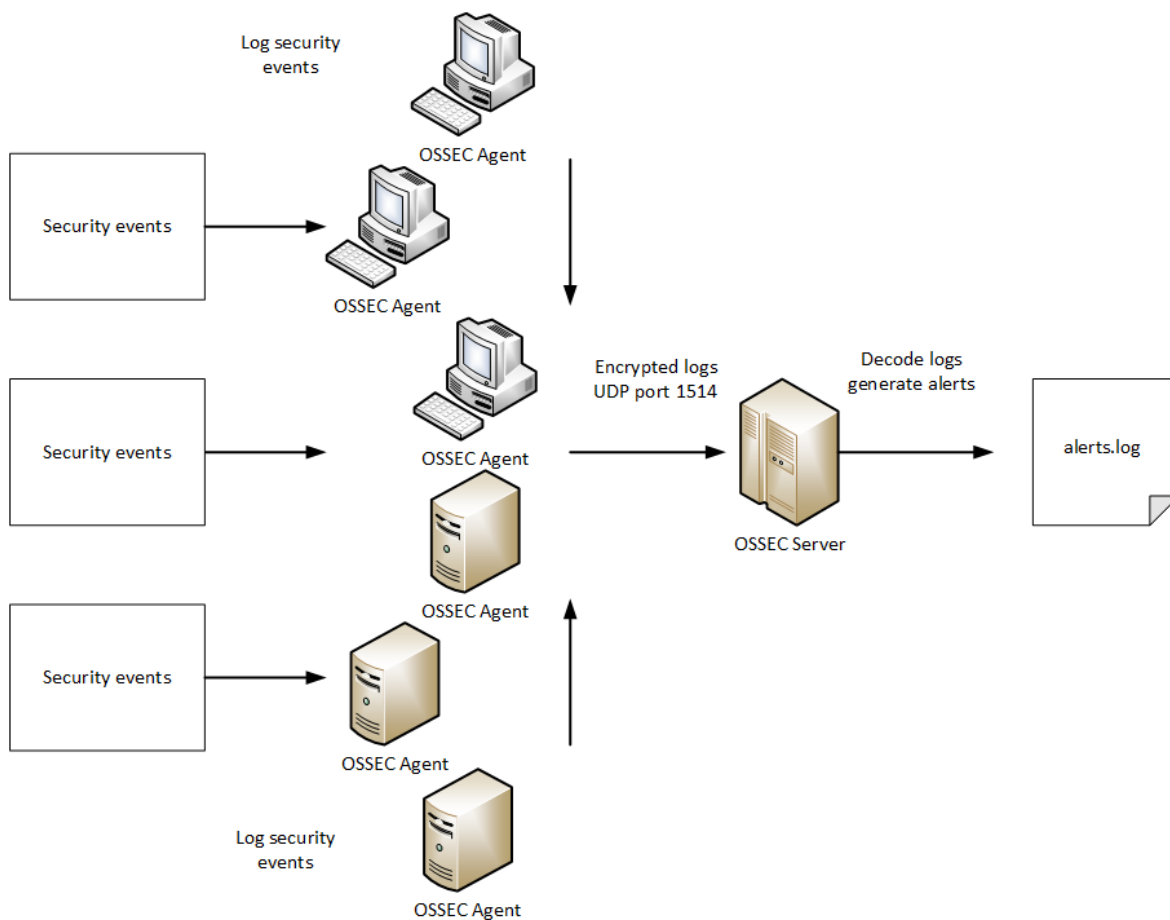 Log security
events
OSSEC Agent
Security events
OSSEC Agent
Security events
OSSEC Agent
Encrypted logs
UDP port 1514
Decode logs
generate alerts
alerts.log
OSSEC Server
OSSEC Agent
Security events
OSSEC Agent
Log security
events
OSSEC Agent